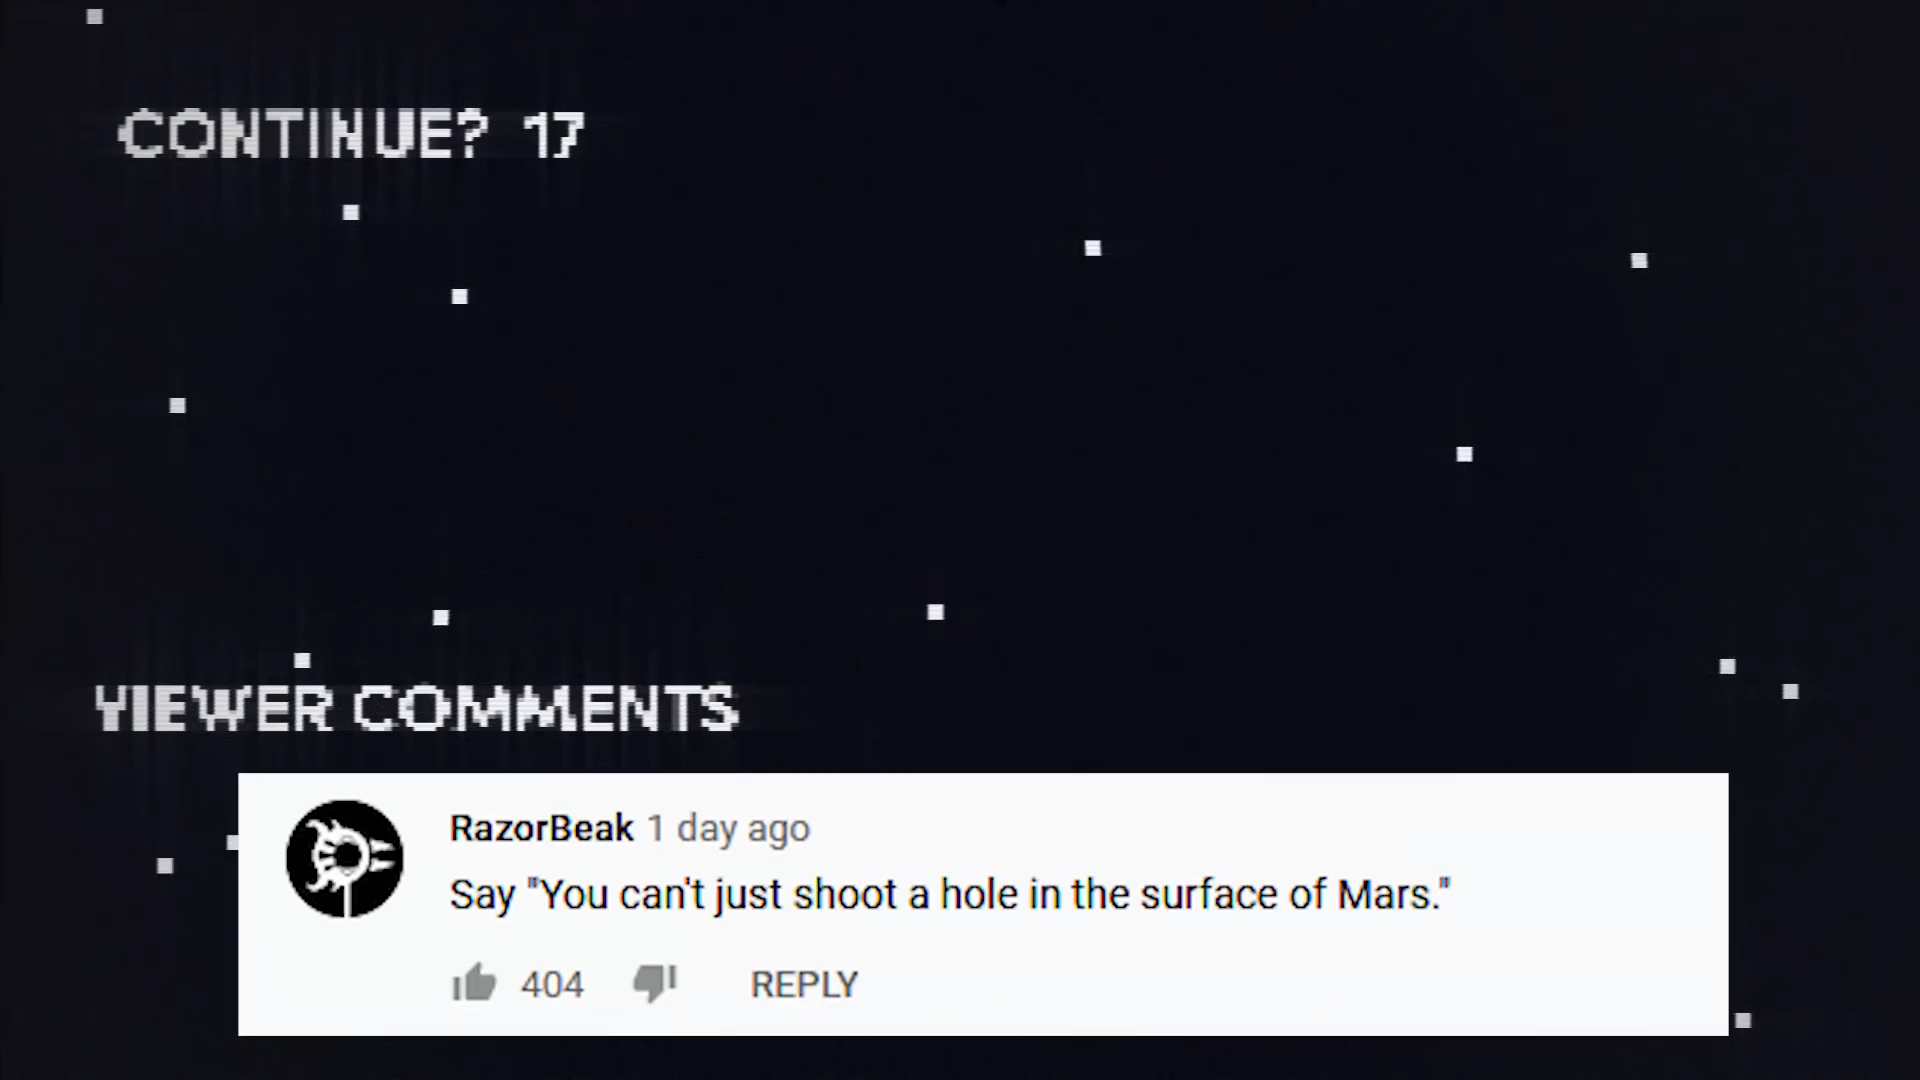 CONTINUE? 17
VIEWER COMMENTS
RazorBeak 1 day ago
Say "You can't just shoot a hole in the surface of Mars."
404 REPLY